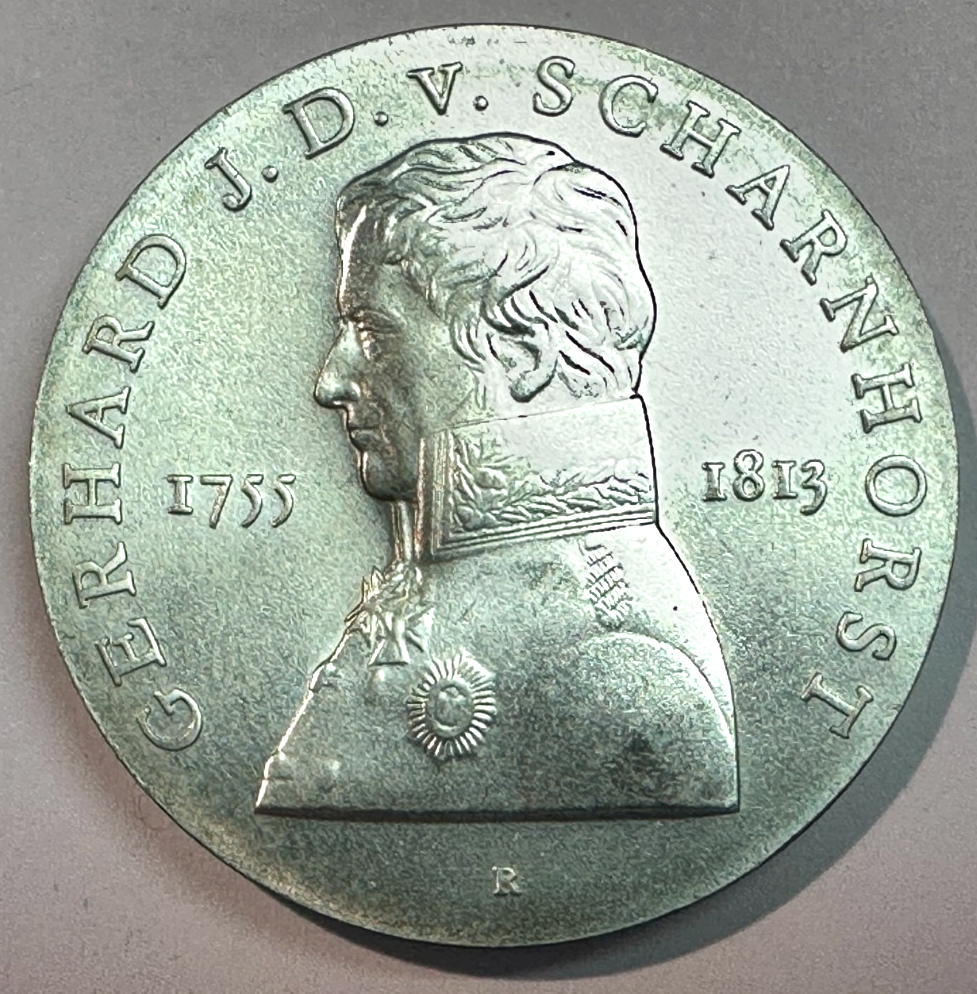 GERHARD J. D. V. SCHARNHORST
1755 1813
R